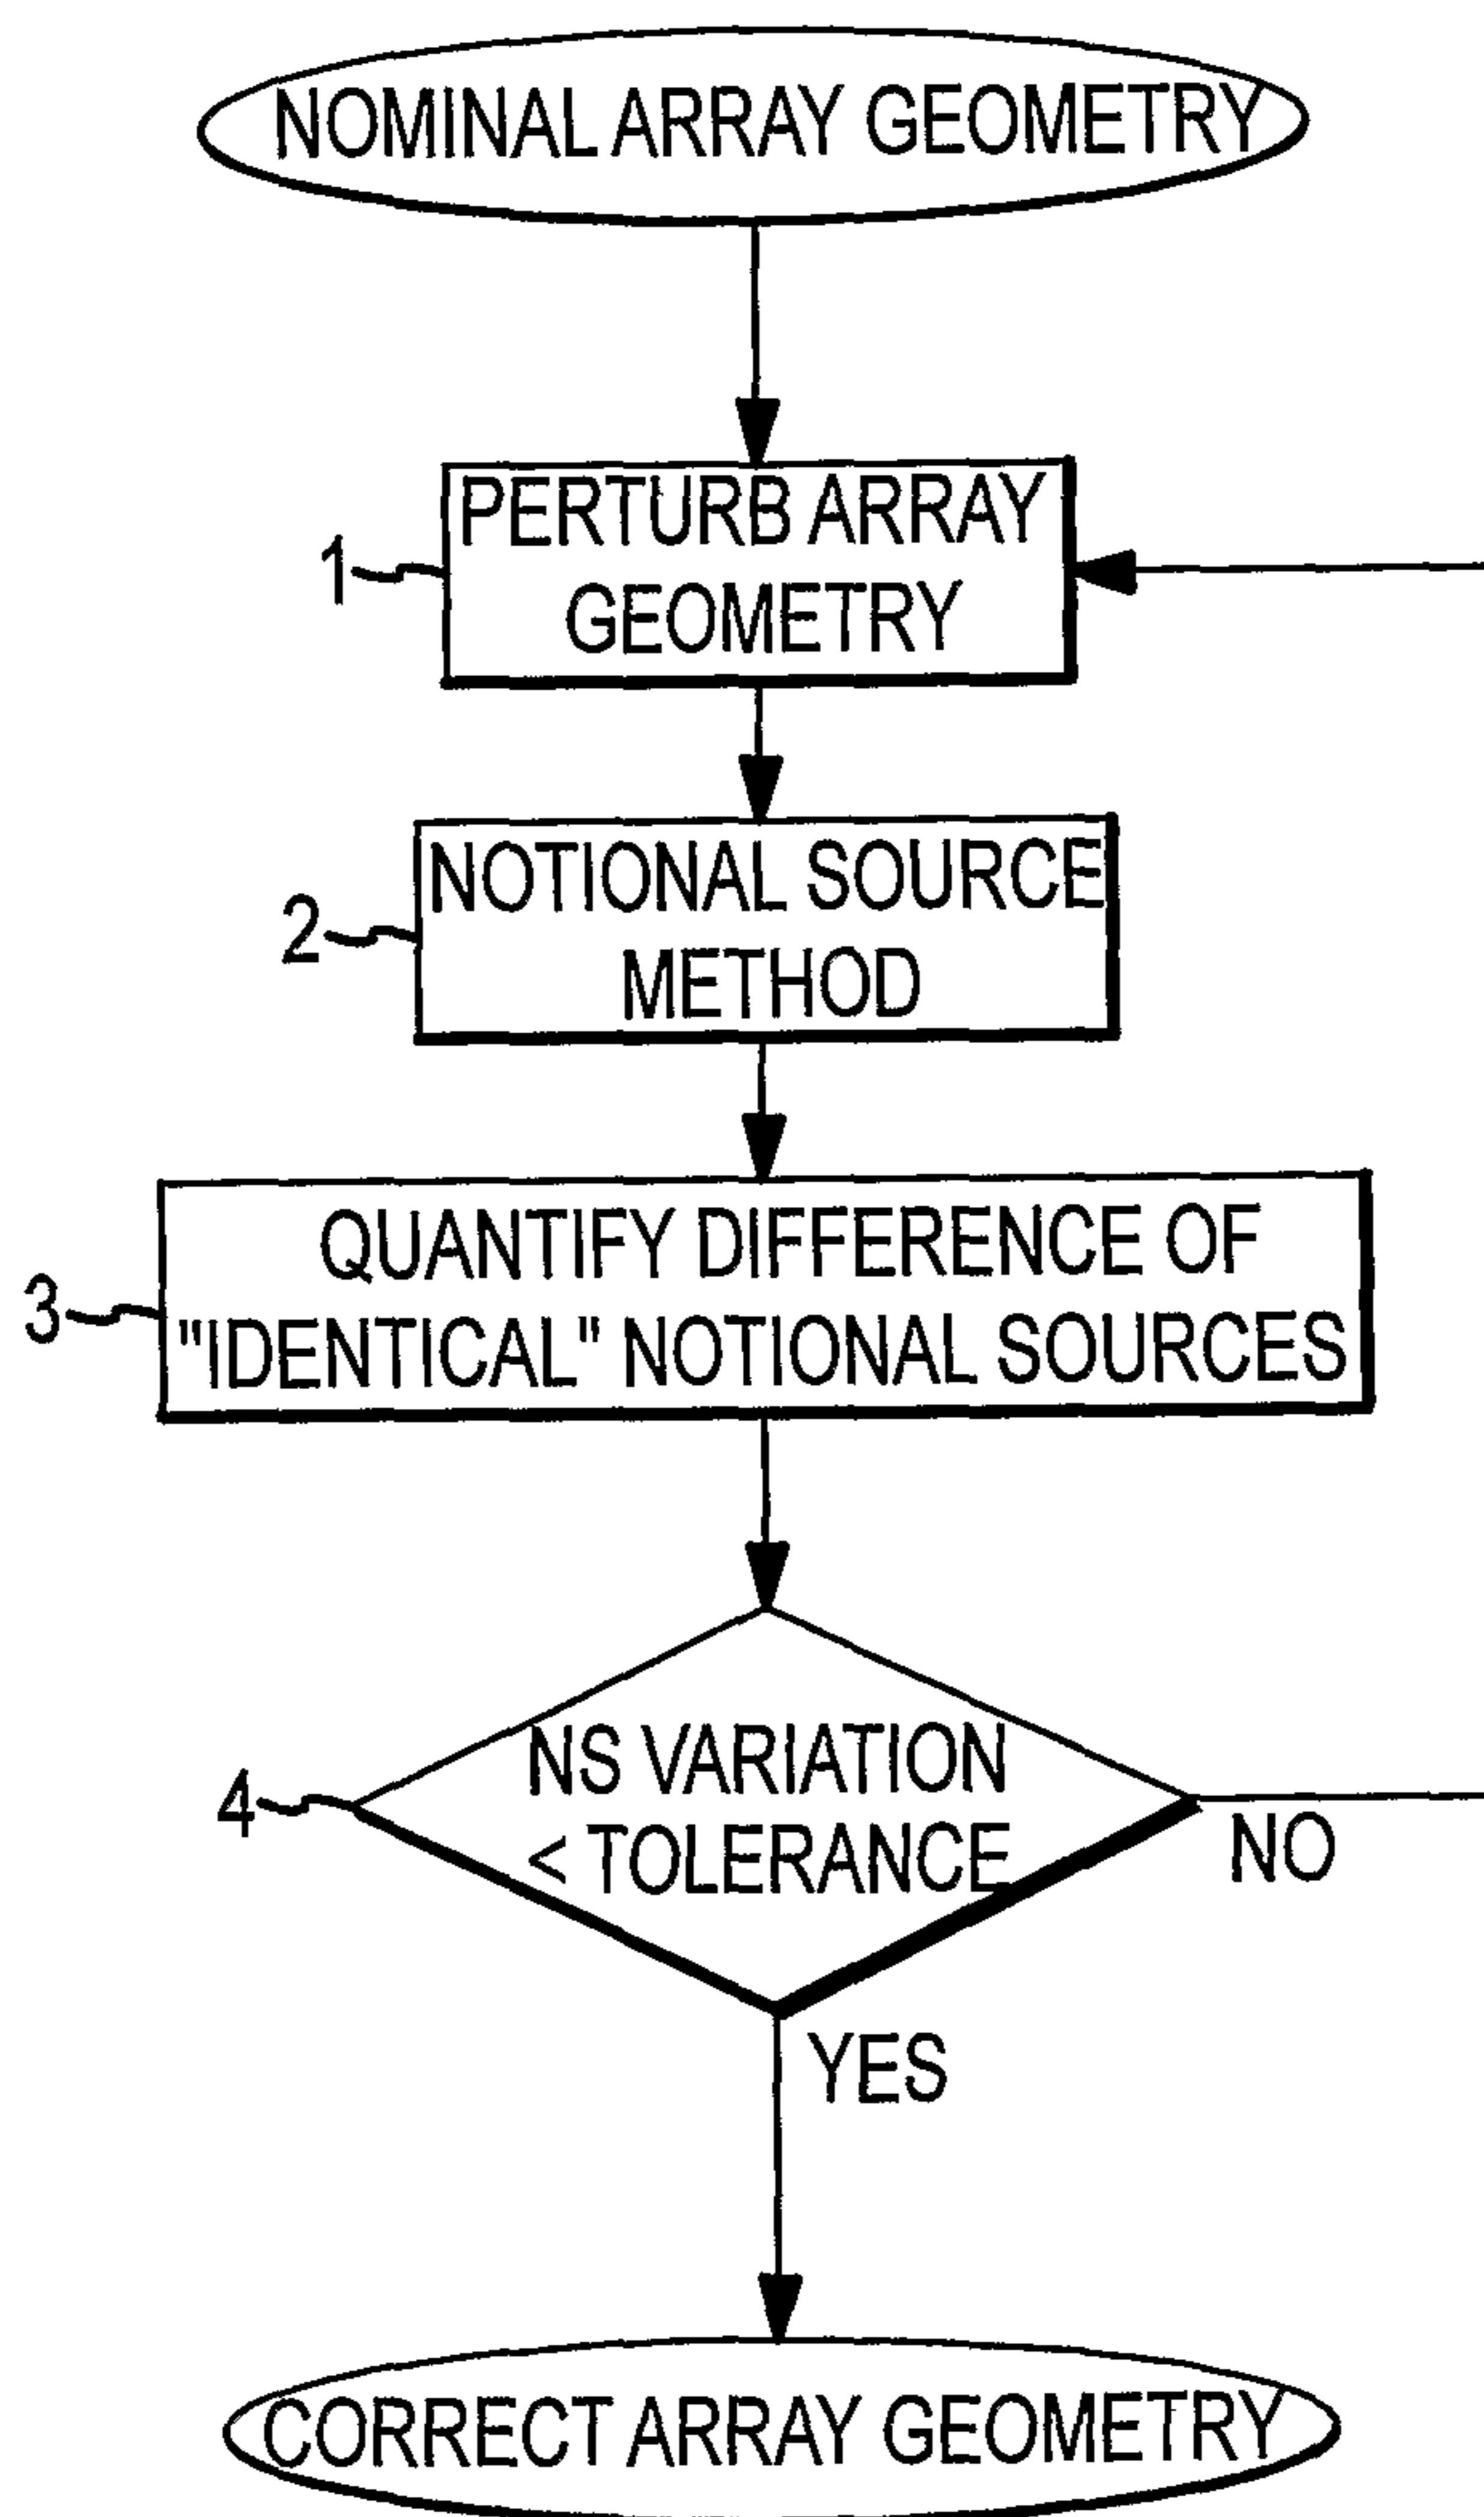 NOMINAL ARRAY GEOMETRY
PERTURB ARRAY
GEOMETRY
1
NOTIONAL SOURCE
METHOD
2
QUANTIFY DIFFERENCE OF
"IDENTICAL" NOTIONAL SOURCES
3
NS VARIATION
< TOLERANCE
4
NO
YES
CORRECT ARRAY GEOMETRY